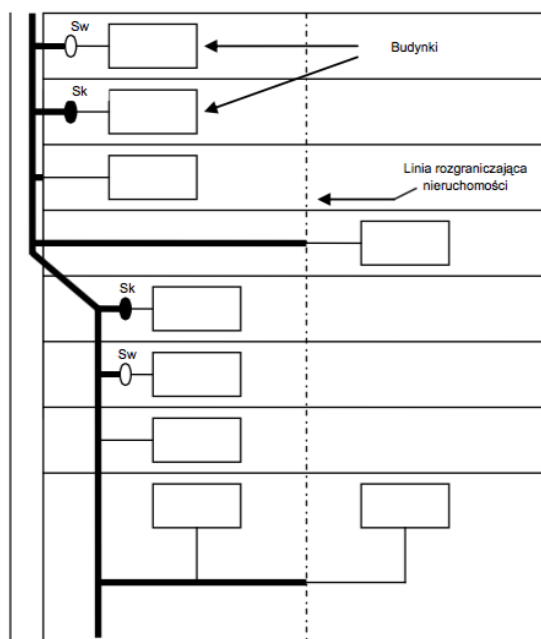 Sw
Budynki
Sk
Linia rozgraniczająca
nieruchomości
Sk
Sw